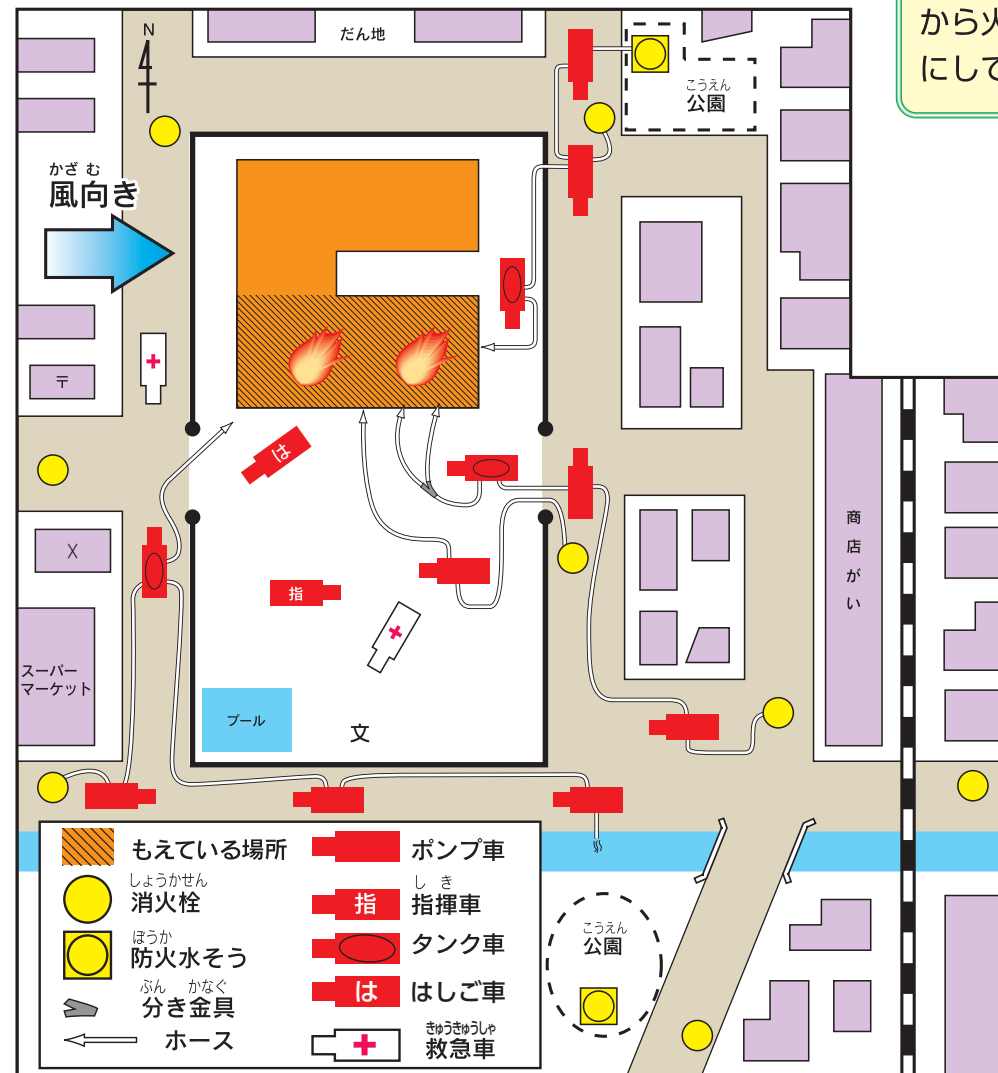 から火
にして
だん地
N
こうえん
公園
かざ む
風向き
〒
X
は
指
商店がい
スーパー
マーケット
プール
文
もえている場所
しょうかせん
消火栓
ぼうか
防火水そう
ぶん かなぐ
分き金具
ホース
ポンプ車
しき
指 指揮車
タンク車
は はしご車
きゅうきゅうしゃ
救急車
こうえん
公園